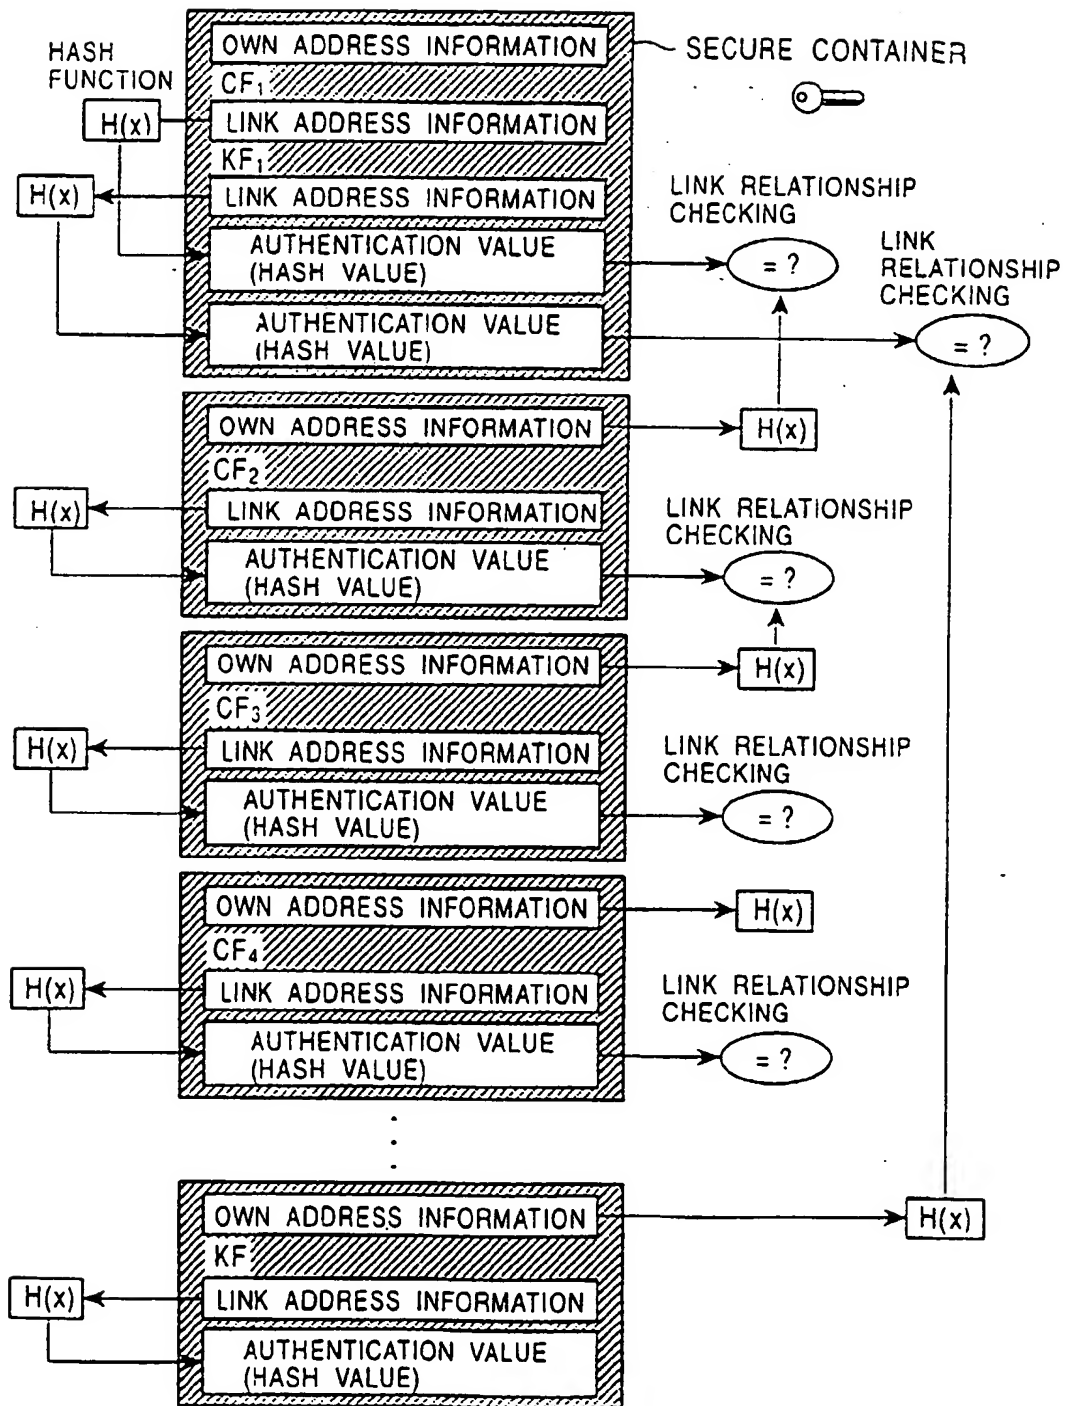 HASH
FUNCTION
OWN ADDRESS INFORMATION
SECURE CONTAINER
CF1
H(x)
LINK ADDRESS INFORMATION
KF1
H(x)
LINK ADDRESS INFORMATION
LINK RELATIONSHIP
CHECKING
AUTHENTICATION VALUE
(HASH VALUE)
= ?
LINK
RELATIONSHIP
CHECKING
AUTHENTICATION VALUE
(HASH VALUE)
= ?
OWN ADDRESS INFORMATION
H(x)
CF2
H(x)
LINK ADDRESS INFORMATION
LINK RELATIONSHIP
CHECKING
AUTHENTICATION VALUE
(HASH VALUE)
= ?
OWN ADDRESS INFORMATION
H(x)
CF3
H(x)
LINK ADDRESS INFORMATION
LINK RELATIONSHIP
CHECKING
AUTHENTICATION VALUE
(HASH VALUE)
= ?
OWN ADDRESS INFORMATION
H(x)
CF4
H(x)
LINK ADDRESS INFORMATION
LINK RELATIONSHIP
CHECKING
AUTHENTICATION VALUE
(HASH VALUE)
= ?
OWN ADDRESS INFORMATION
H(x)
KF
H(x)
LINK ADDRESS INFORMATION
AUTHENTICATION VALUE
(HASH VALUE)